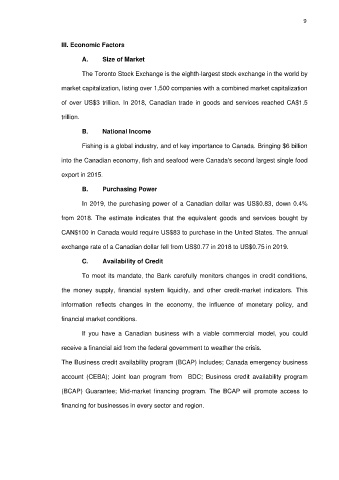 9
III. Economic Factors
A. Size of Market
The Toronto Stock Exchange is the eighth-largest stock exchange in the world by
market capitalization, listing over 1,500 companies with a combined market capitalization
of over US$3 trillion. In 2018, Canadian trade in goods and services reached CA$1.5
trillion.
B. National Income
Fishing is a global industry, and of key importance to Canada. Bringing $6 billion
into the Canadian economy, fish and seafood were Canada's second largest single food
export in 2015.
B. Purchasing Power
In 2019, the purchasing power of a Canadian dollar was US$0.83, down 0.4%
from 2018. The estimate indicates that the equivalent goods and services bought by
CAN$100 in Canada would require US$83 to purchase in the United States. The annual
exchange rate of a Canadian dollar fell from US$0.77 in 2018 to US$0.75 in 2019.
C. Availability of Credit
To meet its mandate, the Bank carefully monitors changes in credit conditions,
the money supply, financial system liquidity, and other credit-market indicators. This
information reflects changes in the economy, the influence of monetary policy, and
financial market conditions.
If you have a Canadian business with a viable commercial model, you could
receive a financial aid from the federal government to weather the crisis.
The Business credit availability program (BCAP) includes; Canada emergency business
account (CEBA); Joint loan program from BDC; Business credit availability program
(BCAP) Guarantee; Mid-market financing program. The BCAP will promote access to
financing for businesses in every sector and region.